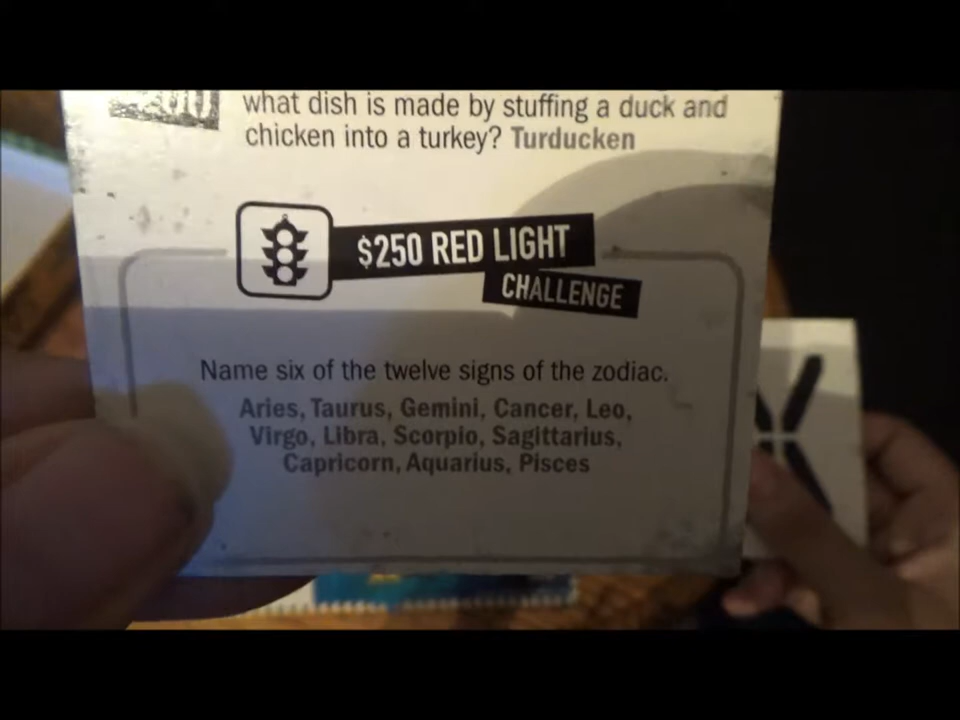 200
what dish is made by stuffing a duck and
chicken into a turkey? Turducken
$250 RED LIGHT
CHALLENGE
Name six of the twelve signs of the zodiac.
Aries, Taurus, Gemini, Cancer, Leo,
Virgo, Libra, Scorpio, Sagittarius,
Capricorn, Aquarius, Pisces
X